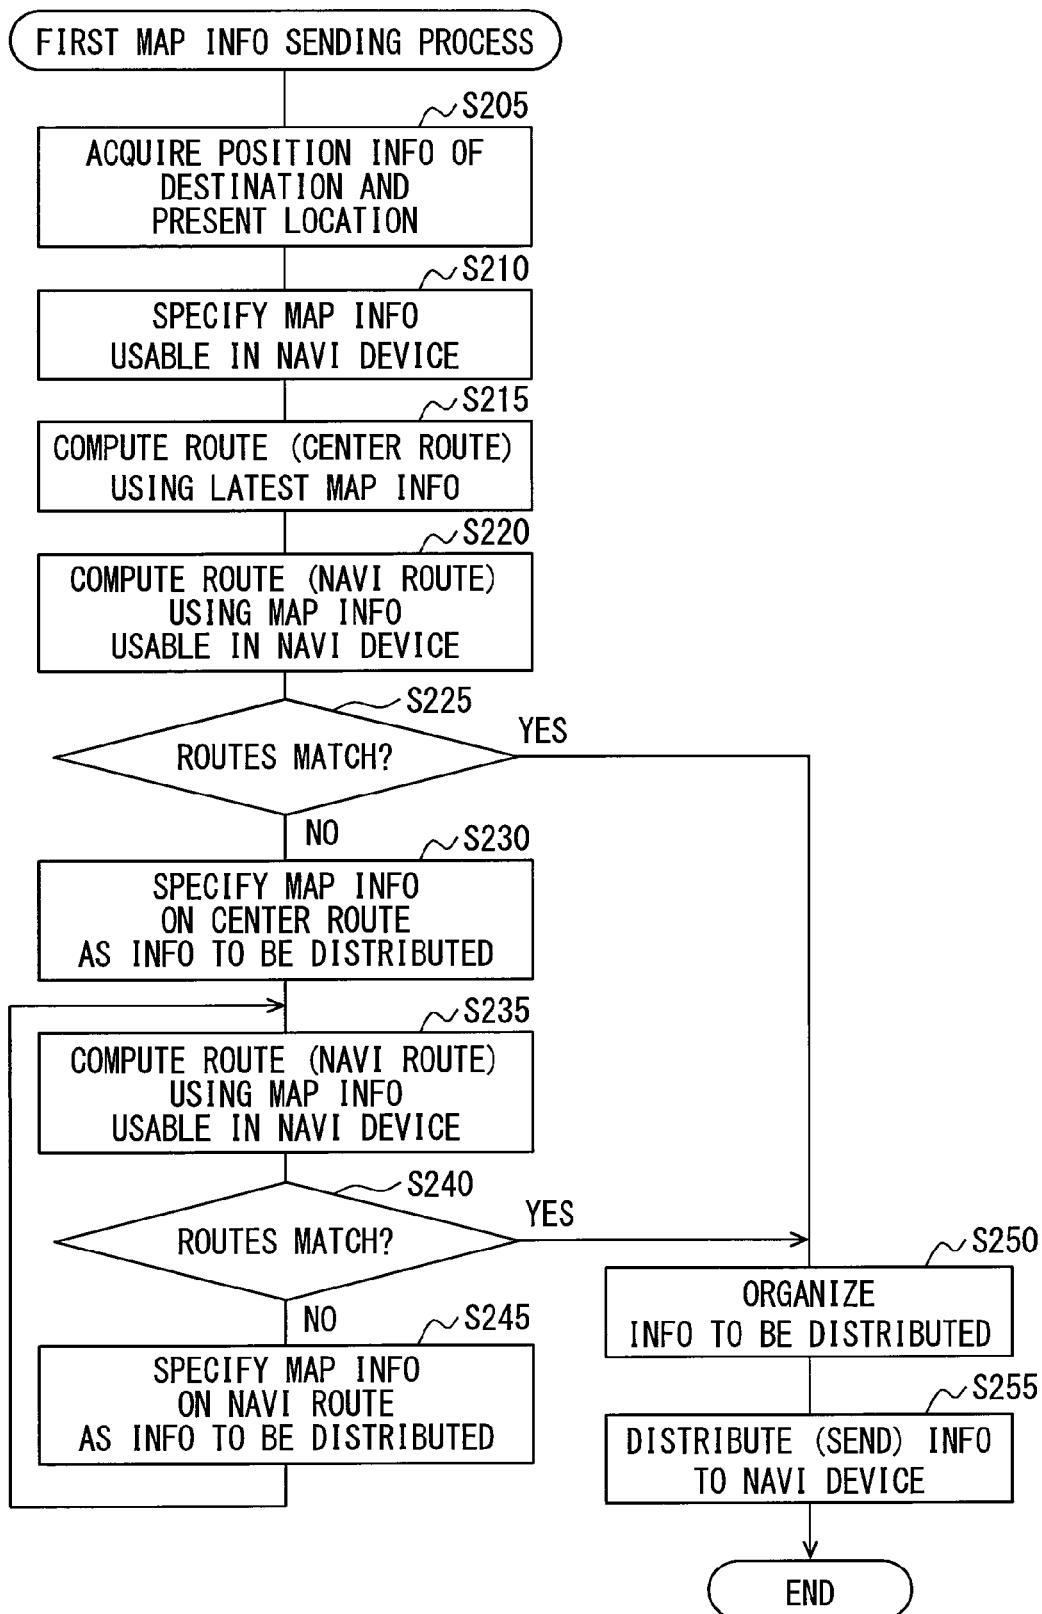 FIRST MAP INFO SENDING PROCESS
S205
ACQUIRE POSITION INFO OF
DESTINATION AND
PRESENT LOCATION
S210
SPECIFY MAP INFO
USABLE IN NAVI DEVICE
S215
COMPUTE ROUTE (CENTER ROUTE)
USING LATEST MAP INFO
S220
COMPUTE ROUTE (NAVI ROUTE)
USING MAP INFO
USABLE IN NAVI DEVICE
S225
ROUTES MATCH?
YES
NO
S230
SPECIFY MAP INFO
ON CENTER ROUTE
AS INFO TO BE DISTRIBUTED
S235
COMPUTE ROUTE (NAVI ROUTE)
USING MAP INFO
USABLE IN NAVI DEVICE
S240
ROUTES MATCH?
YES
NO
S245
SPECIFY MAP INFO
ON NAVI ROUTE
AS INFO TO BE DISTRIBUTED
S250
ORGANIZE
INFO TO BE DISTRIBUTED
S255
DISTRIBUTE (SEND) INFO
TO NAVI DEVICE
END